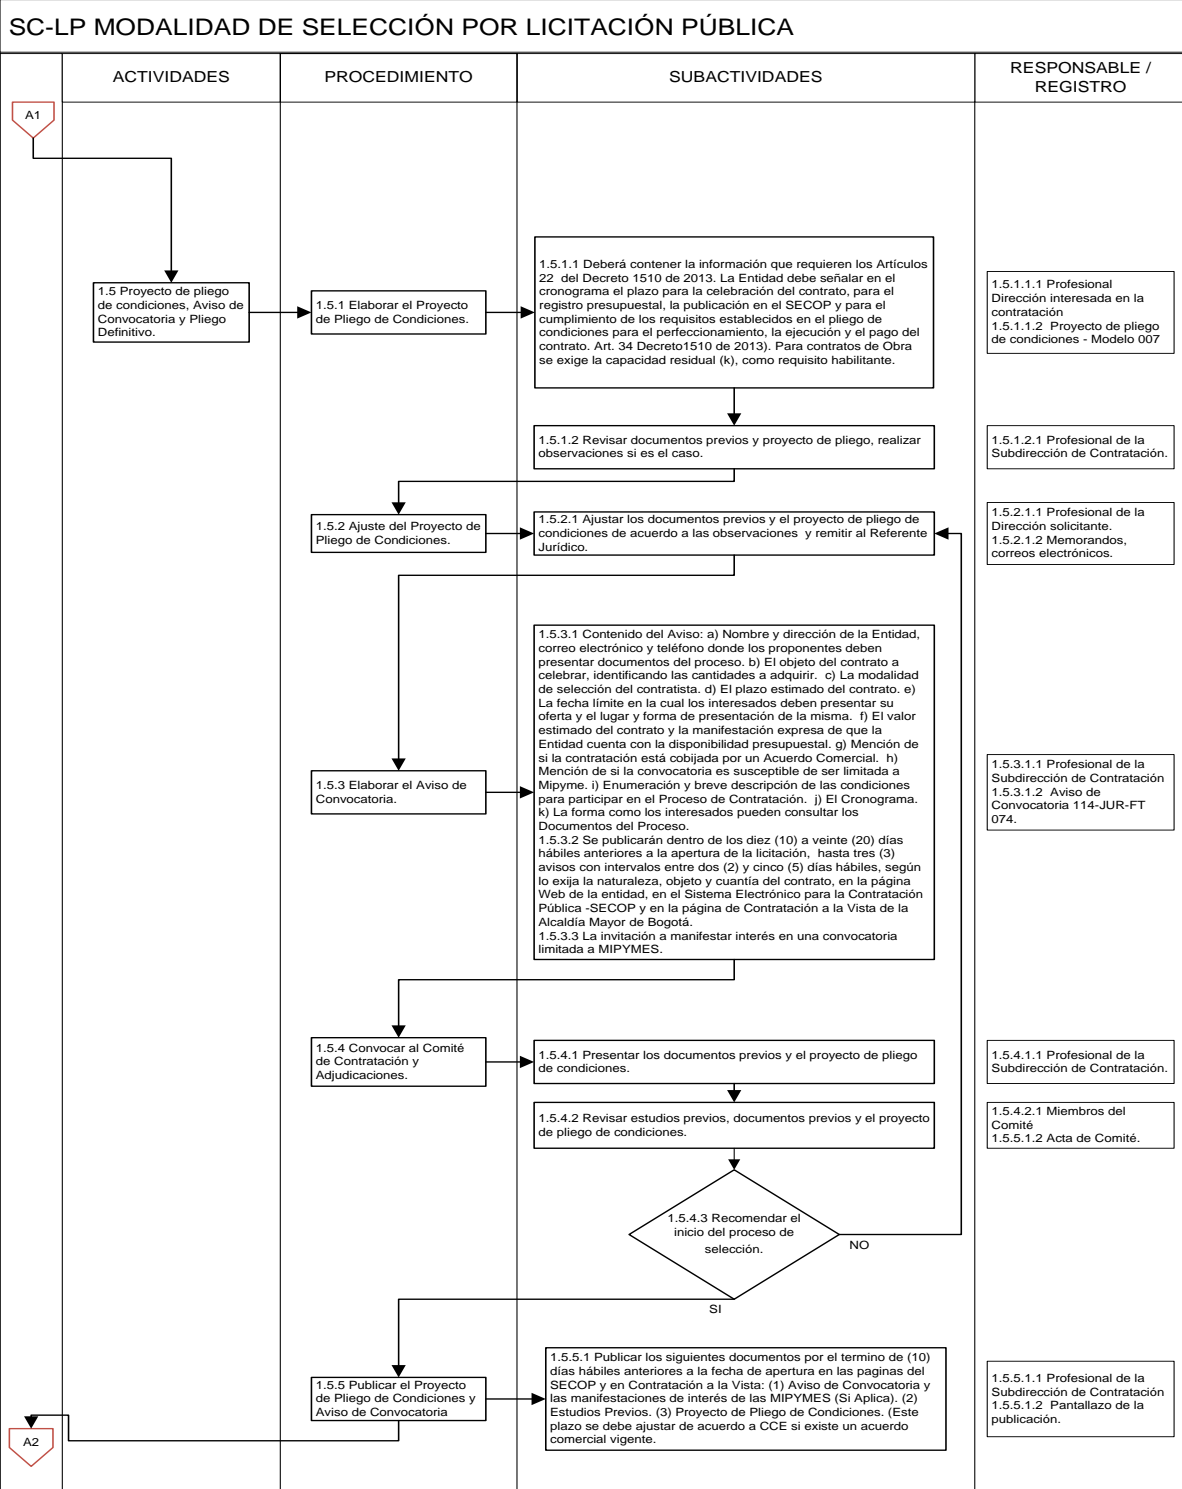 SC-LP MODALIDAD DE SELECCIÓN POR LICITACIÓN PÚBLICA
ACTIVIDADES
PROCEDIMIENTO
SUBACTIVIDADES
RESPONSABLE /
REGISTRO
A1
1.5 Proyecto de pliego
de condiciones, Aviso de
Convocatoria y Pliego
Definitivo.
1.5.1 Elaborar el Proyecto
de Pliego de Condiciones.
1.5.1.1 Deberá contener la información que requieren los Artículos
22 del Decreto 1510 de 2013. La Entidad debe señalar en el
cronograma el plazo para la celebración del contrato, para el
registro presupuestal, la publicación en el SECOP y para el
cumplimiento de los requisitos establecidos en el pliego de
condiciones para el perfeccionamiento, la ejecución y el pago del
contrato. Art. 34 Decreto1510 de 2013). Para contratos de Obra
se exige la capacidad residual (k), como requisito habilitante.
1.5.1.1.1 Profesional
Dirección interesada en la
contratación
1.5.1.1.2 Proyecto de pliego
de condiciones - Modelo 007
1.5.1.2 Revisar documentos previos y proyecto de pliego, realizar
observaciones si es el caso.
1.5.1.2.1 Profesional de la
Subdirección de Contratación.
1.5.2 Ajuste del Proyecto de
Pliego de Condiciones.
1.5.2.1 Ajustar los documentos previos y el proyecto de pliego de
condiciones de acuerdo a las observaciones y remitir al Referente
Jurídico.
1.5.2.1.1 Profesional de la
Dirección solicitante.
1.5.2.1.2 Memorandos,
correos electrónicos.
1.5.3 Elaborar el Aviso de
Convocatoria.
1.5.3.1 Contenido del Aviso: a) Nombre y dirección de la Entidad,
correo electrónico y teléfono donde los proponentes deben
presentar documentos del proceso. b) El objeto del contrato a
celebrar, identificando las cantidades a adquirir. c) La modalidad
de selección del contratista. d) El plazo estimado del contrato. e)
La fecha límite en la cual los interesados deben presentar su
oferta y el lugar y forma de presentación de la misma. f) El valor
estimado del contrato y la manifestación expresa de que la
Entidad cuenta con la disponibilidad presupuestal. g) Mención de
si la contratación está cobijada por un Acuerdo Comercial. h)
Mención de si la convocatoria es susceptible de ser limitada a
Mipyme. i) Enumeración y breve descripción de las condiciones
para participar en el Proceso de Contratación. j) El Cronograma.
k) La forma como los interesados pueden consultar los
Documentos del Proceso.
1.5.3.2 Se publicarán dentro de los diez (10) a veinte (20) días
hábiles anteriores a la apertura de la licitación, hasta tres (3)
avisos con intervalos entre dos (2) y cinco (5) días hábiles, según
lo exija la naturaleza, objeto y cuantía del contrato, en la página
Web de la entidad, en el Sistema Electrónico para la Contratación
Pública -SECOP y en la página de Contratación a la Vista de la
Alcaldía Mayor de Bogotá.
1.5.3.3 La invitación a manifestar interés en una convocatoria
limitada a MIPYMES.
1.5.3.1.1 Profesional de la
Subdirección de Contratación
1.5.3.1.2 Aviso de
Convocatoria 114-JUR-FT
074.
1.5.4 Convocar al Comité
de Contratación y
Adjudicaciones.
1.5.4.1 Presentar los documentos previos y el proyecto de pliego
de condiciones.
1.5.4.1.1 Profesional de la
Subdirección de Contratación.
1.5.4.2 Revisar estudios previos, documentos previos y el proyecto
de pliego de condiciones.
1.5.4.2.1 Miembros del
Comité
1.5.5.1.2 Acta de Comité.
1.5.4.3 Recomendar el
inicio del proceso de
selección.
NO
SI
1.5.5 Publicar el Proyecto
de Pliego de Condiciones y
Aviso de Convocatoria
1.5.5.1 Publicar los siguientes documentos por el termino de (10)
días hábiles anteriores a la fecha de apertura en las paginas del
SECOP y en Contratación a la Vista: (1) Aviso de Convocatoria y
las manifestaciones de interés de las MIPYMES (Si Aplica). (2)
Estudios Previos. (3) Proyecto de Pliego de Condiciones. (Este
plazo se debe ajustar de acuerdo a CCE si existe un acuerdo
comercial vigente.
1.5.5.1.1 Profesional de la
Subdirección de Contratación
1.5.5.1.2 Pantallazo de la
publicación.
A2